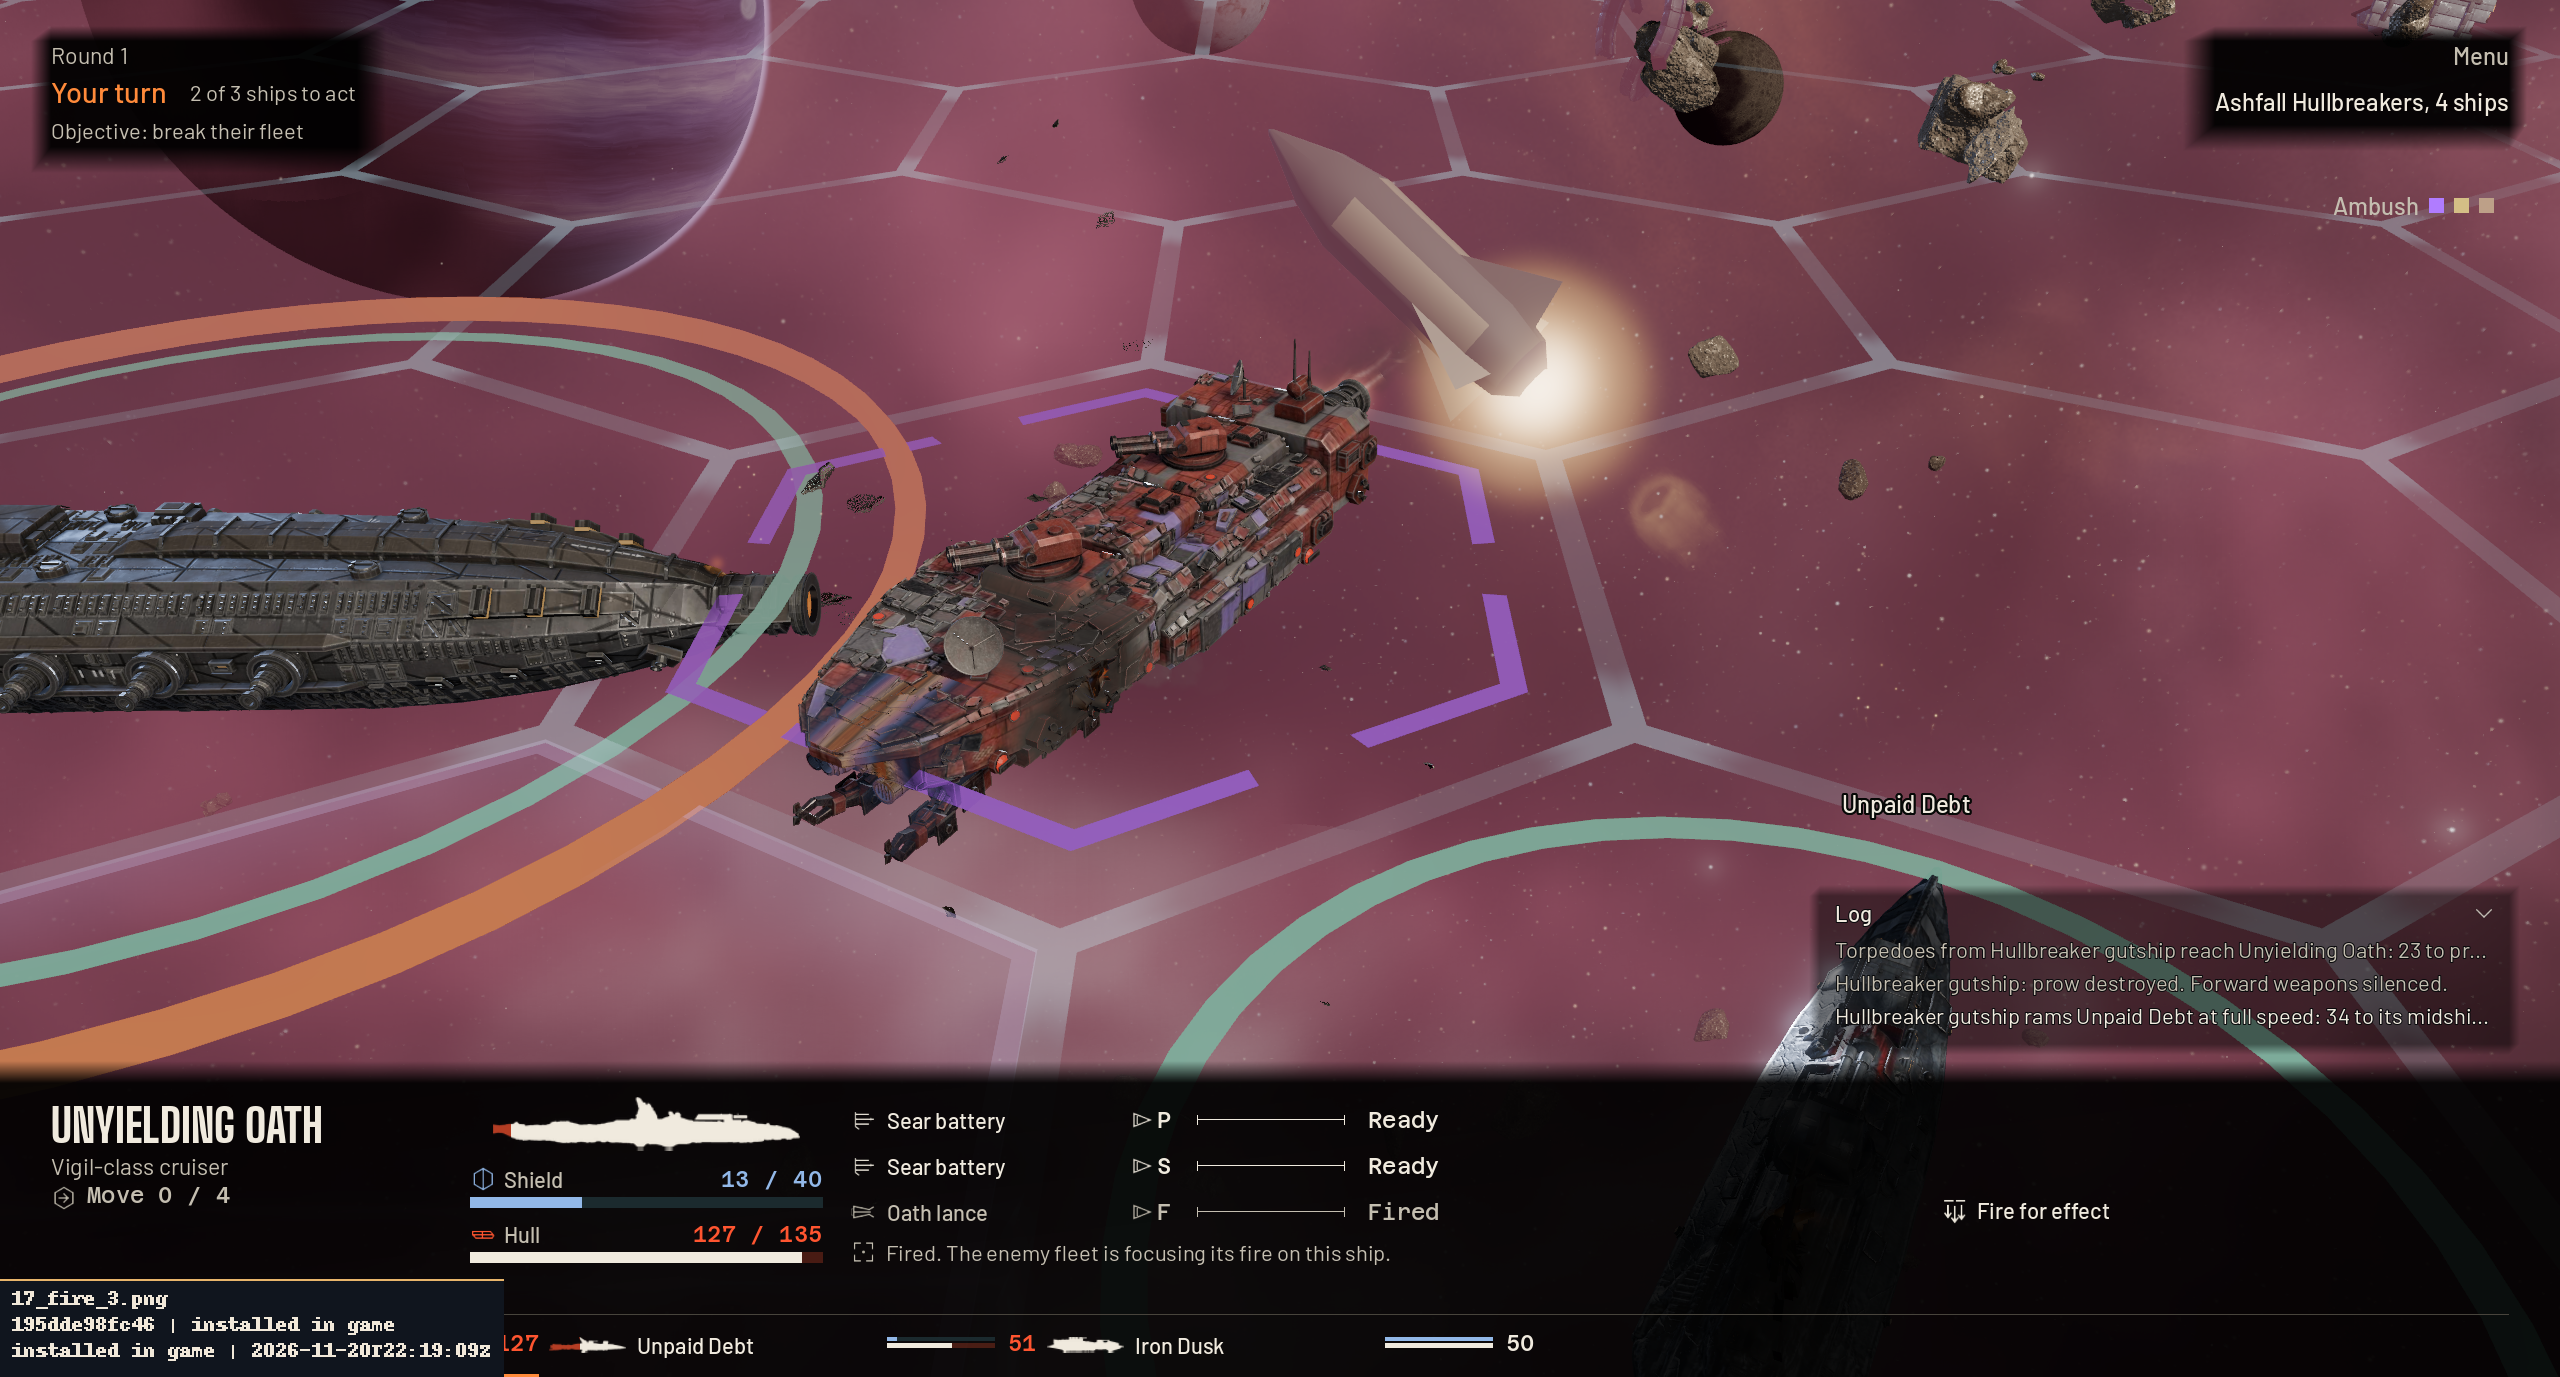 Round 1
Your turn 2 of 3 ships to act
Objective: break their fleet
Menu
Ashfall Hullbreakers, 4 ships
Ambush
Unpaid Debt
Log
Torpedoes from Hullbreaker gutship reach Unyielding Oath: 23 to pr...
Hullbreaker gutship: prow destroyed. Forward weapons silenced.
Hullbreaker gutship rams Unpaid Debt at full speed: 34 to its midshi...
UNYIELDING OATH
Vigil-class cruiser
Move 0 / 4
Shield 13 / 40
Hull 127 / 135
Sear battery P Ready
Sear battery S Ready
Oath lance F Fired
Fired. The enemy fleet is focusing its fire on this ship.
Fire for effect
17_fire_3.png
195dde98fc46 | installed in game
installed in game | 2026-11-20T22:19:09Z
127 Unpaid Debt 51 Iron Dusk 50